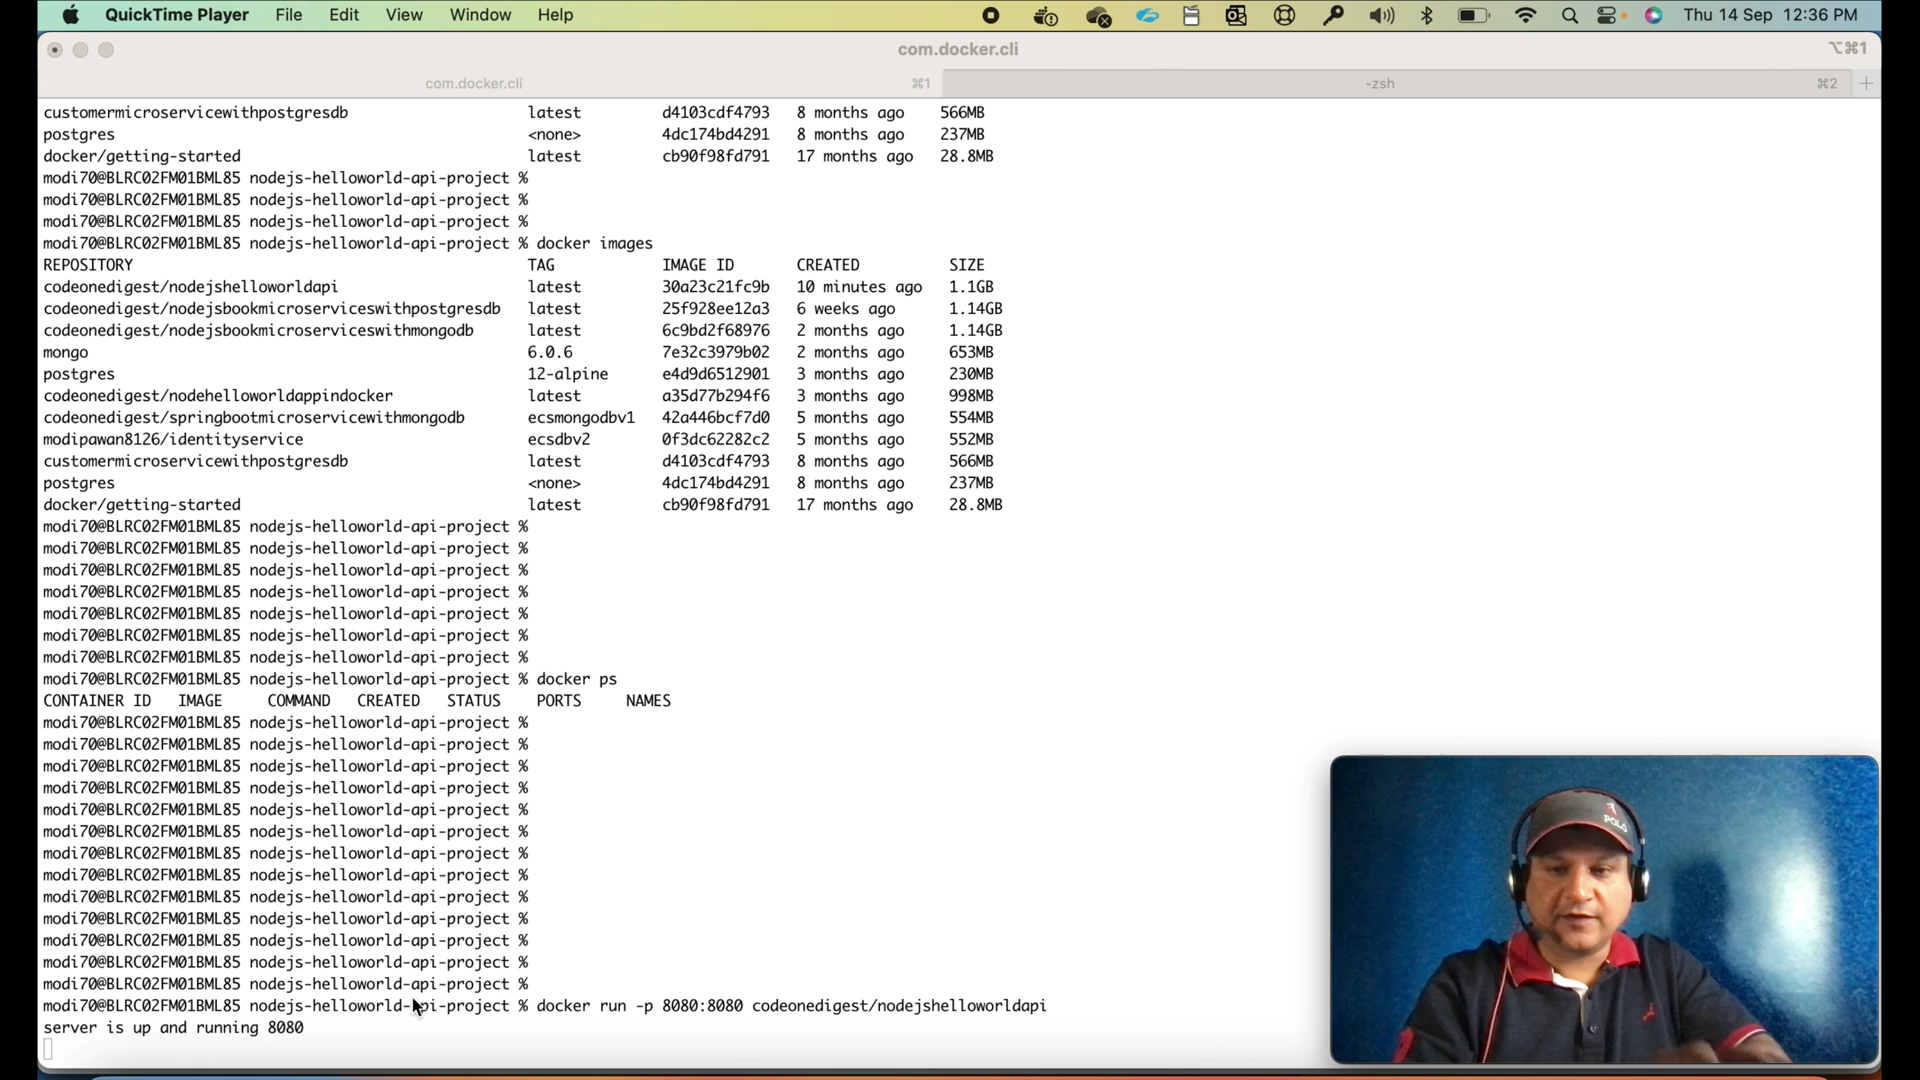 QuickTime Player File Edit View Window Help Thu 14 Sep 12:36 PM
com.docker.cli ⌥⌘1
com.docker.cli ⌘1 -zsh ⌘2 +
customermicroservicewithpostgresdb latest d4103cdf4793 8 months ago 566MB
postgres <none> 4dc174bd4291 8 months ago 237MB
docker/getting-started latest cb90f98fd791 17 months ago 28.8MB
modi70@BLRC02FM01BML85 nodejs-helloworld-api-project %
modi70@BLRC02FM01BML85 nodejs-helloworld-api-project %
modi70@BLRC02FM01BML85 nodejs-helloworld-api-project %
modi70@BLRC02FM01BML85 nodejs-helloworld-api-project % docker images
REPOSITORY TAG IMAGE ID CREATED SIZE
codeonedigest/nodejshelloworldapi latest 30a23c21fc9b 10 minutes ago 1.1GB
codeonedigest/nodejsbookmicroserviceswithpostgresdb latest 25f928ee12a3 6 weeks ago 1.14GB
codeonedigest/nodejsbookmicroserviceswithmongodb latest 6c9bd2f68976 2 months ago 1.14GB
mongo 6.0.6 7e32c3979b02 2 months ago 653MB
postgres 12-alpine e4d9d6512901 3 months ago 230MB
codeonedigest/nodehelloworldappindocker latest a35d77b294f6 3 months ago 998MB
codeonedigest/springbootmicroservicewithmongodb ecsmongodbv1 42a446bcf7d0 5 months ago 554MB
modipawan8126/identityservice ecsdbv2 0f3dc62282c2 5 months ago 552MB
customermicroservicewithpostgresdb latest d4103cdf4793 8 months ago 566MB
postgres <none> 4dc174bd4291 8 months ago 237MB
docker/getting-started latest cb90f98fd791 17 months ago 28.8MB
modi70@BLRC02FM01BML85 nodejs-helloworld-api-project %
modi70@BLRC02FM01BML85 nodejs-helloworld-api-project %
modi70@BLRC02FM01BML85 nodejs-helloworld-api-project %
modi70@BLRC02FM01BML85 nodejs-helloworld-api-project %
modi70@BLRC02FM01BML85 nodejs-helloworld-api-project %
modi70@BLRC02FM01BML85 nodejs-helloworld-api-project %
modi70@BLRC02FM01BML85 nodejs-helloworld-api-project %
modi70@BLRC02FM01BML85 nodejs-helloworld-api-project % docker ps
CONTAINER ID IMAGE COMMAND CREATED STATUS PORTS NAMES
modi70@BLRC02FM01BML85 nodejs-helloworld-api-project %
modi70@BLRC02FM01BML85 nodejs-helloworld-api-project %
modi70@BLRC02FM01BML85 nodejs-helloworld-api-project %
modi70@BLRC02FM01BML85 nodejs-helloworld-api-project %
modi70@BLRC02FM01BML85 nodejs-helloworld-api-project %
modi70@BLRC02FM01BML85 nodejs-helloworld-api-project %
modi70@BLRC02FM01BML85 nodejs-helloworld-api-project %
modi70@BLRC02FM01BML85 nodejs-helloworld-api-project %
modi70@BLRC02FM01BML85 nodejs-helloworld-api-project %
modi70@BLRC02FM01BML85 nodejs-helloworld-api-project %
modi70@BLRC02FM01BML85 nodejs-helloworld-api-project %
modi70@BLRC02FM01BML85 nodejs-helloworld-api-project %
modi70@BLRC02FM01BML85 nodejs-helloworld-api-project %
modi70@BLRC02FM01BML85 nodejs-helloworld-api-project % docker run -p 8080:8080 codeonedigest/nodejshelloworldapi
server is up and running 8080
POLO